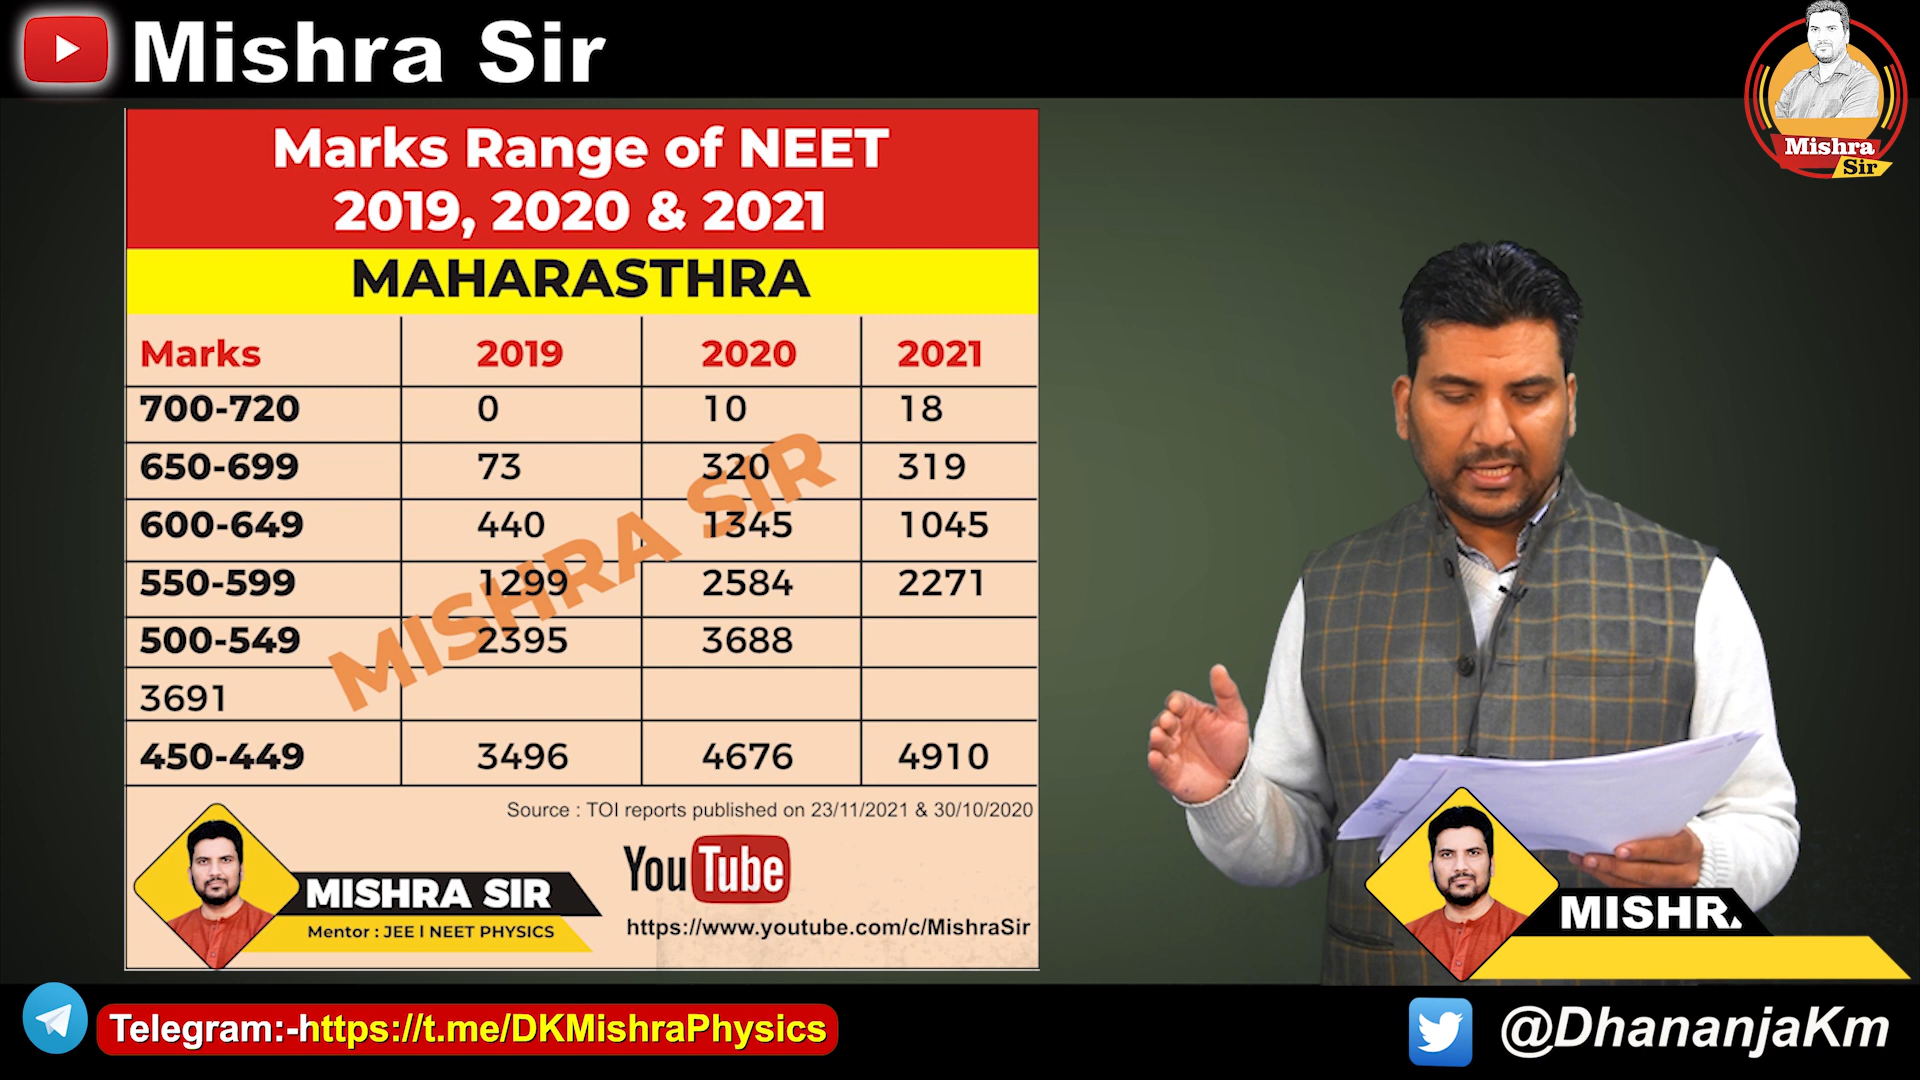 Mishra Sir
Mishra
Sir
Marks Range of NEET
2019, 2020 & 2021
MAHARASTHRA
Marks 2019 2020 2021
700-720 0 10 18
650-699 73 320 319
600-649 440 1345 1045
550-599 1299 2584 2271
500-549 2395 3688
3691
450-449 3496 4676 4910
MISHRA SIR
Source : TOI reports published on 23/11/2021 & 30/10/2020
MISHRA SIR
Mentor : JEE I NEET PHYSICS
YouTube
https://www.youtube.com/c/MishraSir
MISHRA
Telegram:-https://t.me/DKMishraPhysics
@DhananjaKm